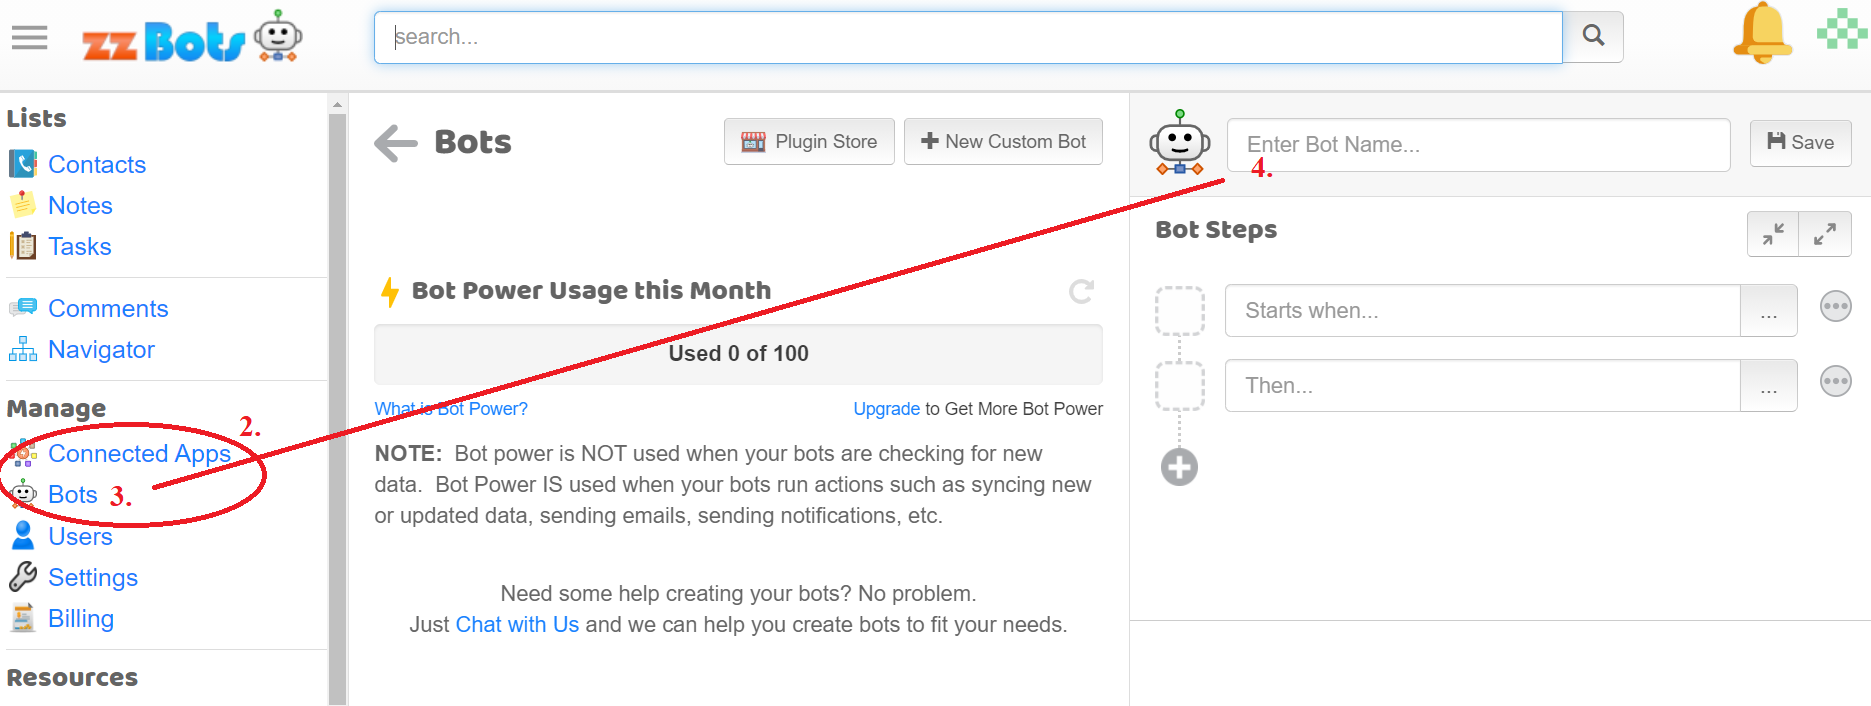 zzBots
search...
Lists
Contacts
Notes
Tasks
Comments
Navigator
Manage
2.
Connected Apps
Bots 3.
Users
Settings
Billing
Resources
Bots
Plugin Store
New Custom Bot
Bot Power Usage this Month
Used 0 of 100
What is Bot Power?
Upgrade to Get More Bot Power
NOTE: Bot power is NOT used when your bots are checking for new
data. Bot Power IS used when your bots run actions such as syncing new
or updated data, sending emails, sending notifications, etc.
Need some help creating your bots? No problem.
Just Chat with Us and we can help you create bots to fit your needs.
Enter Bot Name...
4.
Save
Bot Steps
Starts when...
...
Then...
...